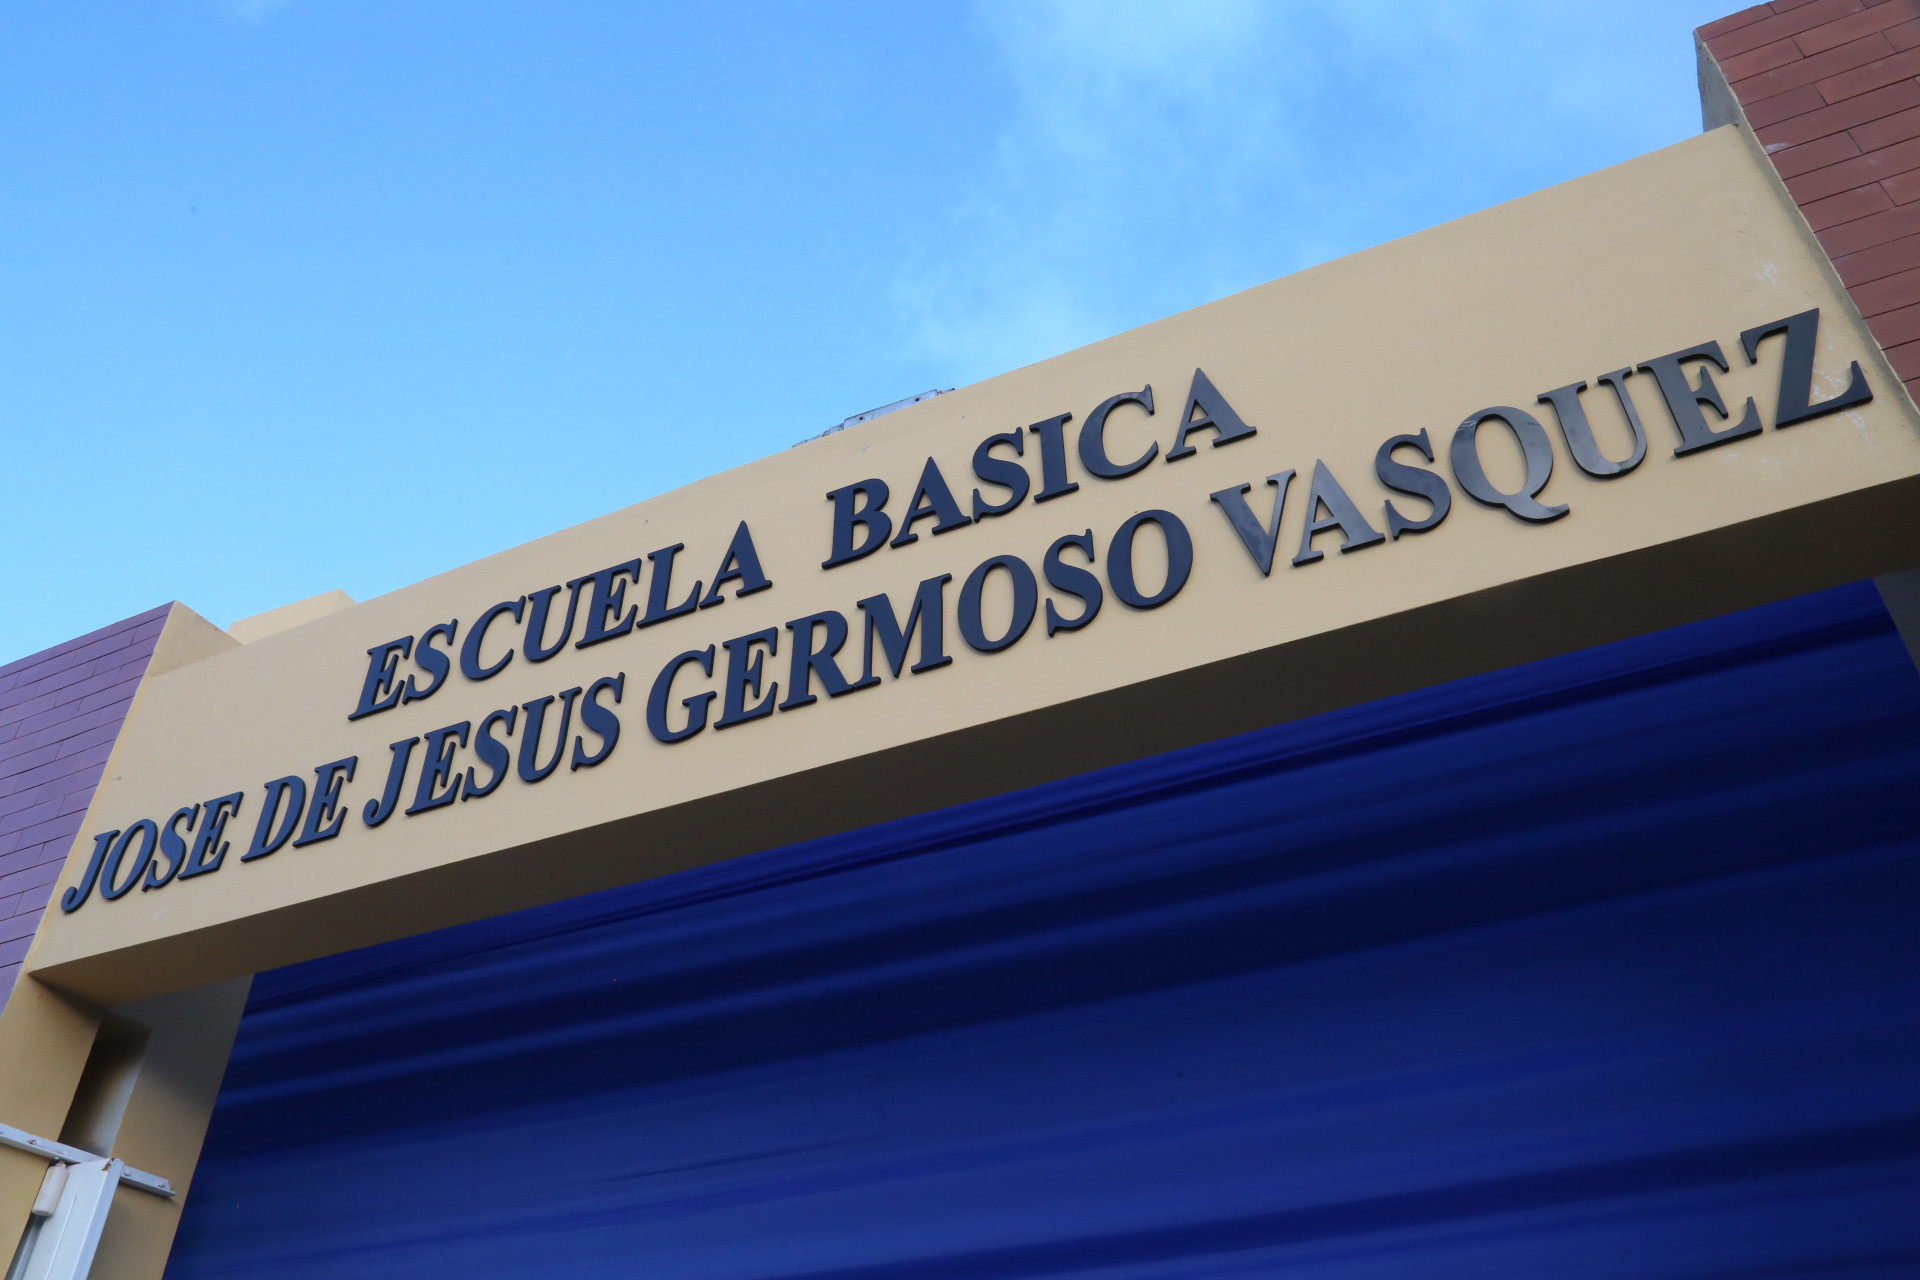 ESCUELA BASICA
JOSE DE JESUS GERMOSO VASQUEZ